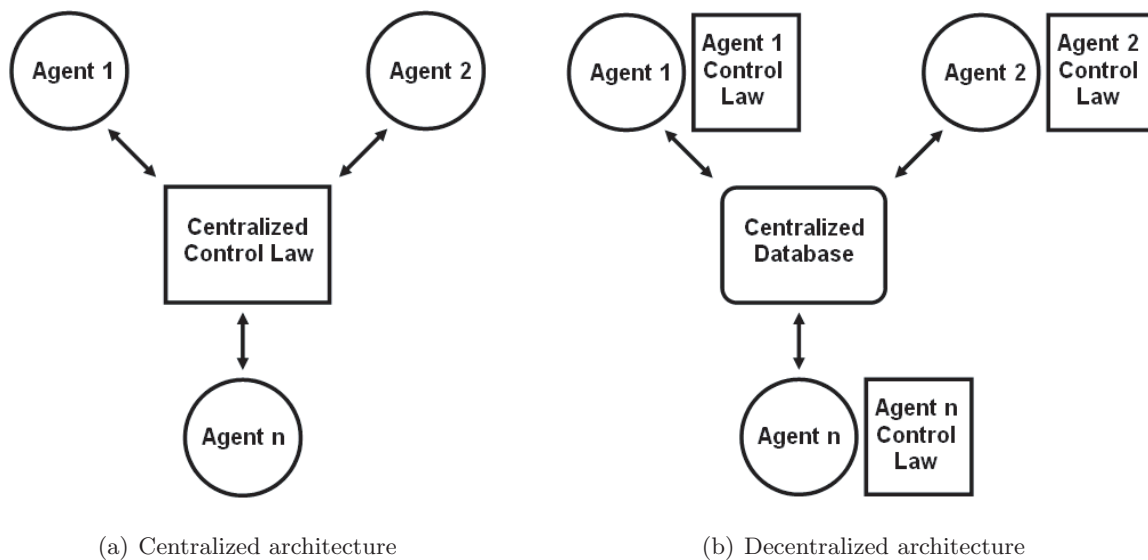 Agent 1
Agent 2
Centralized
Control Law
Agent n
(a) Centralized architecture
Agent 1
Agent 1
Control
Law
Agent 2
Agent 2
Control
Law
Centralized
Database
Agent n
Agent n
Control
Law
(b) Decentralized architecture